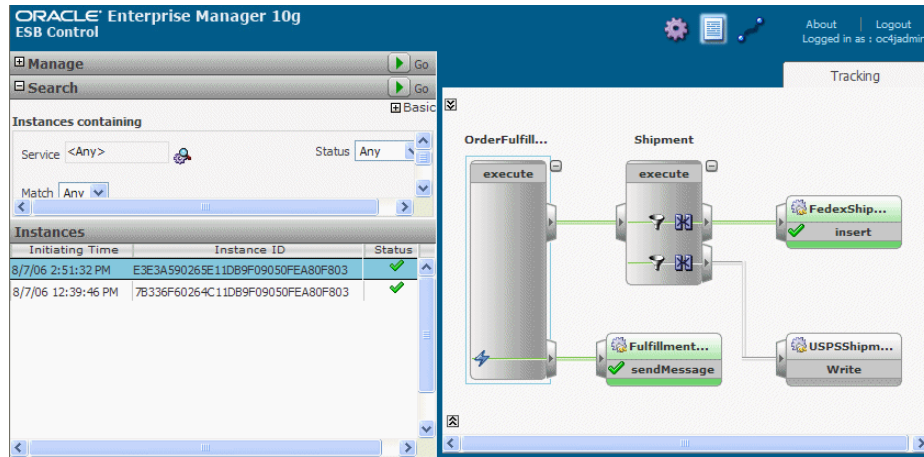 ORACLE Enterprise Manager 10g
ESB Control
About | Logout
Logged in as : oc4jadmin
Manage
Go
Search
Go
Basic
Tracking
Instances containing
Service <Any>
Status Any
Match Any
Instances
Initiating Time Instance ID Status
8/7/06 2:51:32 PM E3E3A590265E11DB9F09050FEA80F803
8/7/06 12:39:46 PM 7B336F60264C11DB9F09050FEA80F803
OrderFulfill...
execute
Shipment
execute
FedexShip...
insert
Fulfillment...
sendMessage
USPSShipm...
Write